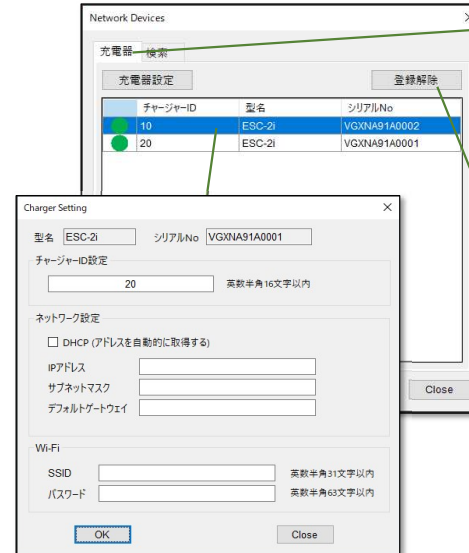 Network Devices
充電器 検索
充電器設定 登録解除
チャージャーID 型名 シリアルNo
10 ESC-2i VGXNA91A0002
20 ESC-2i VGXNA91A0001
Close
Charger Setting
型名 ESC-2i シリアルNo VGXNA91A0001
チャージャーID設定
20 英数半角16文字以内
ネットワーク設定
DHCP (アドレスを自動的に取得する)
IPアドレス
サブネットマスク
デフォルトゲートウェイ
Wi-Fi
SSID 英数半角31文字以内
パスワード 英数半角63文字以内
OK Close